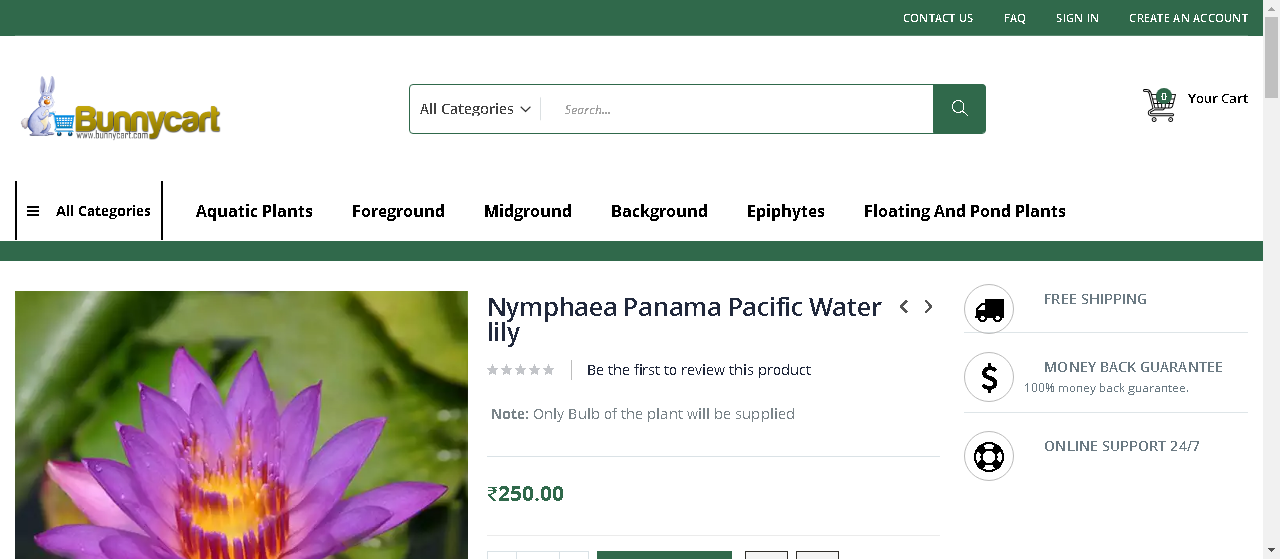 CONTACT US FAQ SIGN IN CREATE AN ACCOUNT
Bunnycart
www.bunnycart.com
All Categories Search...
0 Your Cart
All Categories Aquatic Plants Foreground Midground Background Epiphytes Floating And Pond Plants
Nymphaea Panama Pacific Water
lily
Be the first to review this product
Note: Only Bulb of the plant will be supplied
₹250.00
FREE SHIPPING
MONEY BACK GUARANTEE
100% money back guarantee.
ONLINE SUPPORT 24/7